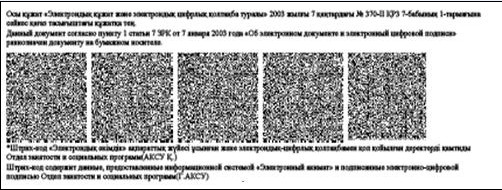 Осы құжат «Электрондық құжат және электрондық цифрлық қолтаңба туралы» 2003 жылғы 7 қаңтардағы № 370-II ҚРЗ 7-бабының 1-тармағына
сәйкес қағаз тасығыштағы құжатқа тең.
Данный документ согласно пункту 1 статьи 7 ЗРК от 7 января 2003 года «Об электронном документе и электронной цифровой подписи»
равнозначен документу на бумажном носителе.
*Штрих-код «Электрондық әкімдік» ақпараттық жүйесі ұсынған және электрондық-цифрлық қолтаңбамен қол қойылған деректерді қамтиды
Отдел занятости и социальных программ(АКСУ Қ.)
Штрих-код содержит данные, предоставленные информационной системой «Электронный акимат» и подписанные электронно-цифровой
подписью Отдел занятости и социальных программ(Г.АКСУ)